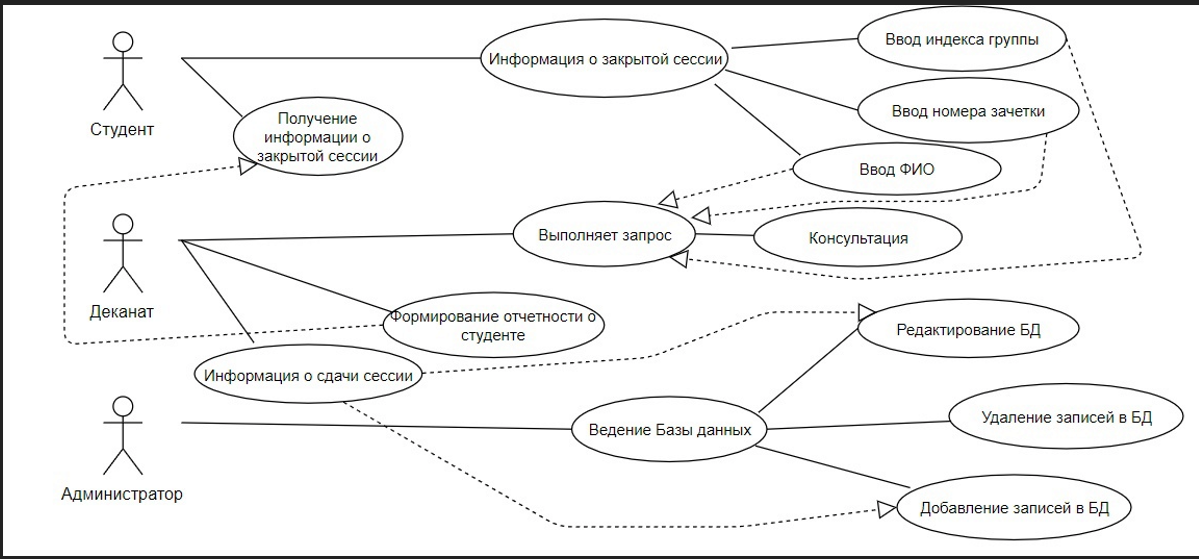 Ввод индекса группы
Информация о закрытой сессии
Получение
информации о
закрытой сессии
Студент
Ввод номера зачетки
Ввод ФИО
Выполняет запрос
Консультация
Деканат
Формирование отчетности о
студенте
Редактирование БД
Информация о сдачи сессии
Ведение Базы данных
Удаление записей в БД
Администратор
Добавление записей в БД